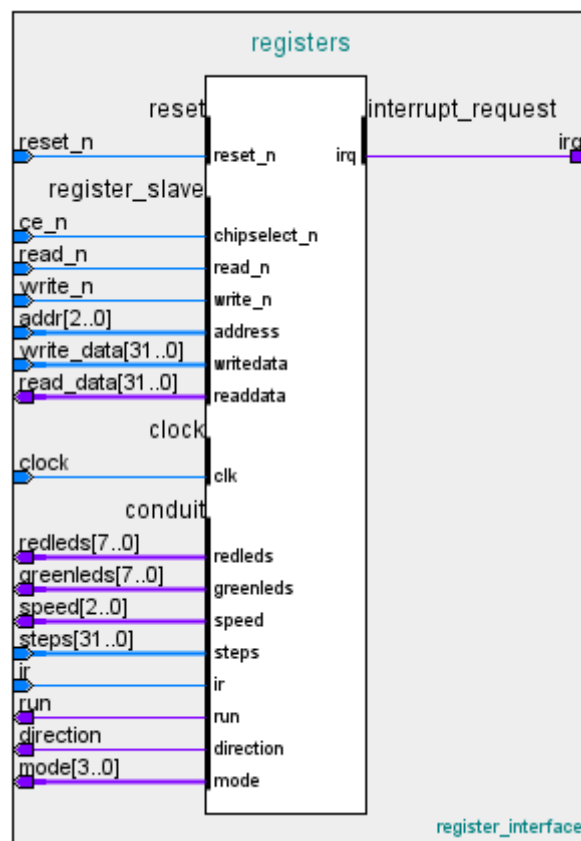 registers
reset interrupt_request
reset_n irq
reset_n irq
register_slave
ce_n
chipselect_n
read_n
read_n
write_n
write_n
addr[2..0]
address
write_data[31..0]
writedata
read_data[31..0]
readdata
clock
clock
clk
conduit
redleds[7..0]
redleds
greenleds[7..0]
greenleds
speed[2..0]
speed
steps[31..0]
steps
ir
ir
run
run
direction
direction
mode[3..0]
mode
register_interface